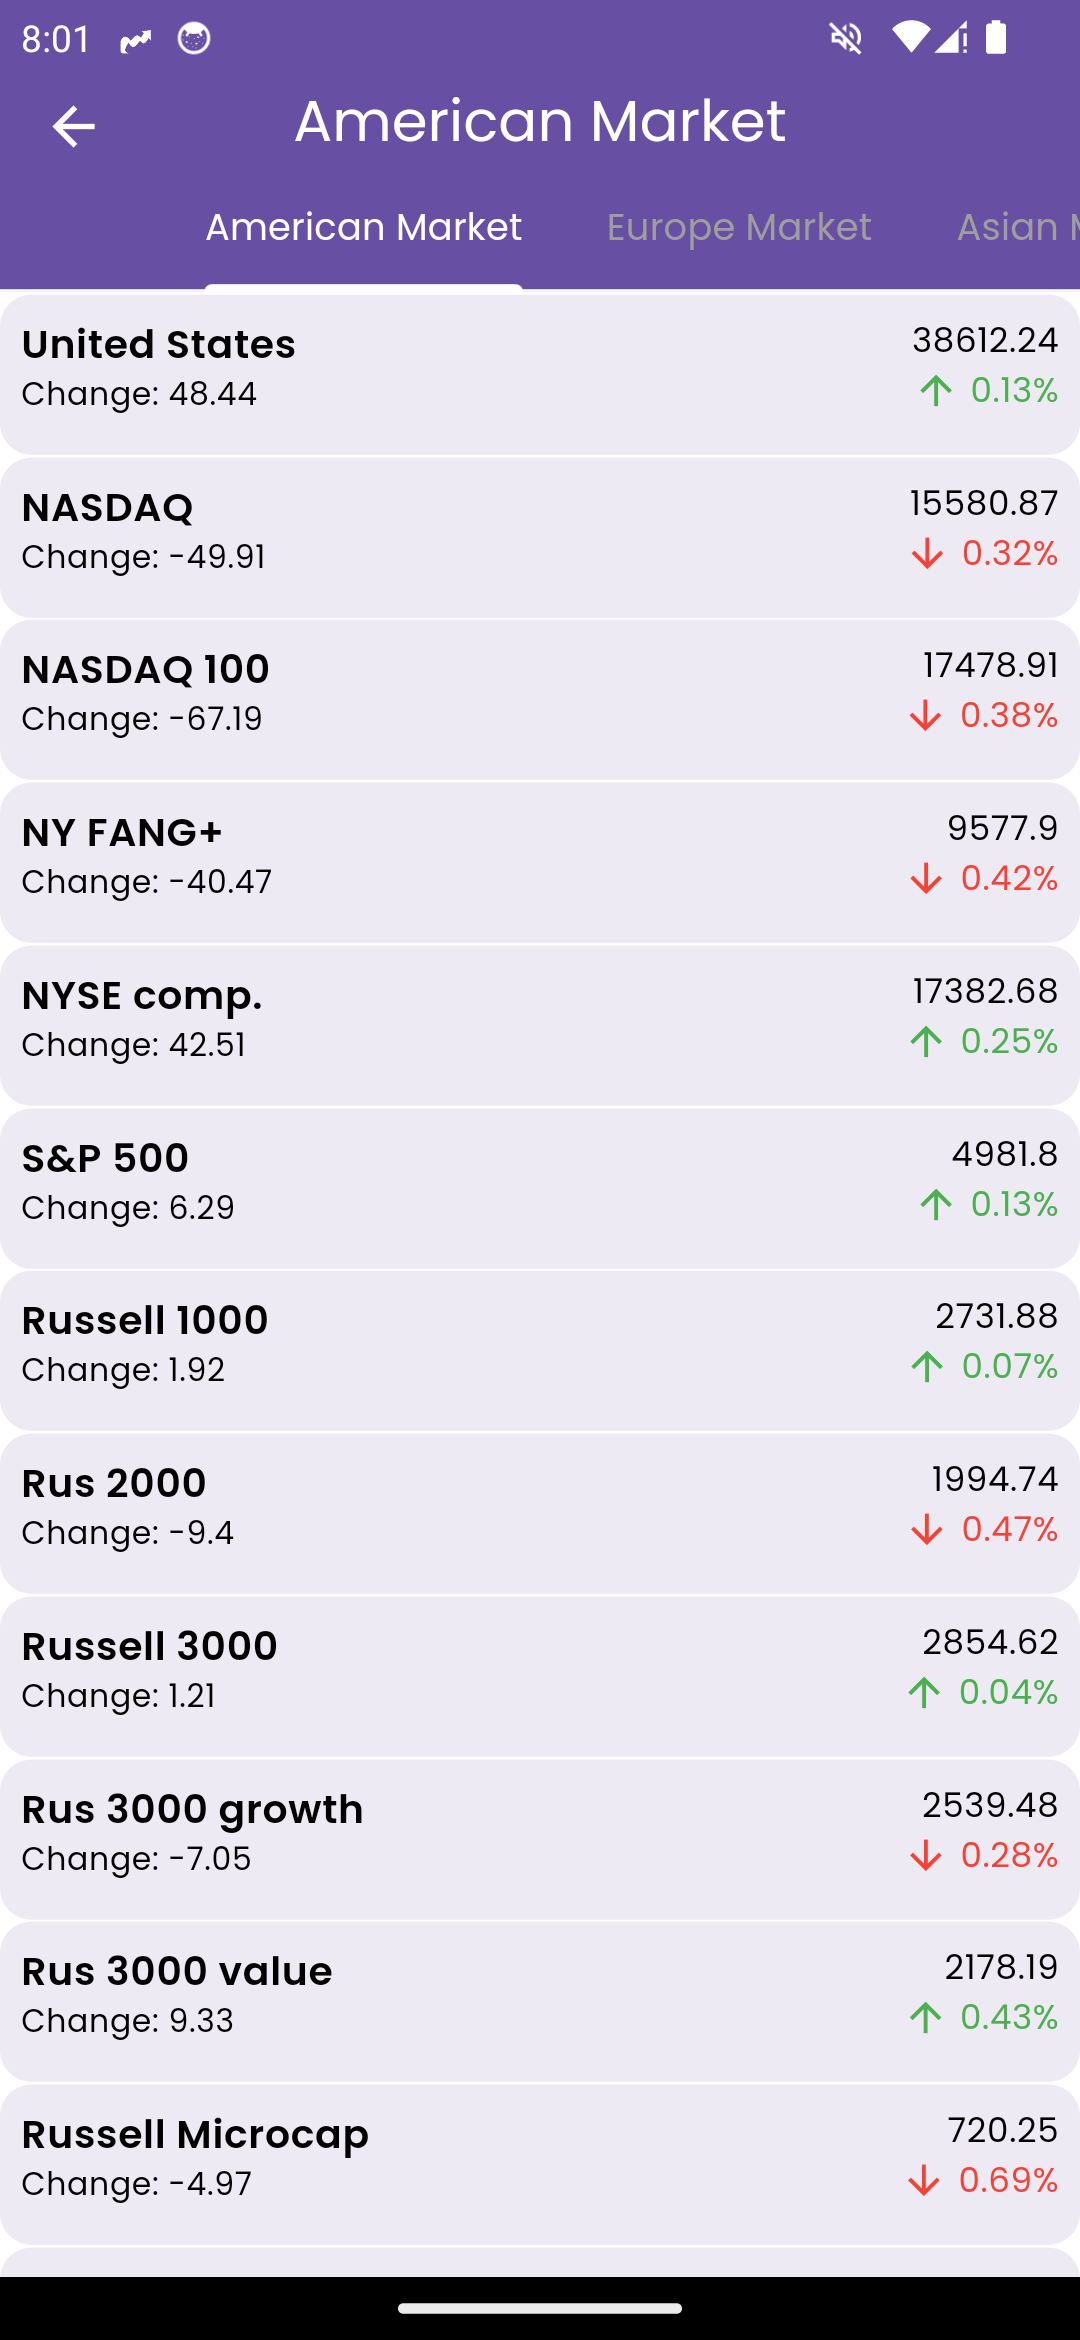 8:01
American Market
American Market Europe Market Asian
United States 38612.24
Change: 48.44 0.13%
NASDAQ 15580.87
Change: -49.91 0.32%
NASDAQ 100 17478.91
Change: -67.19 0.38%
NY FANG+ 9577.9
Change: -40.47 0.42%
NYSE comp. 17382.68
Change: 42.51 0.25%
S&P 500 4981.8
Change: 6.29 0.13%
Russell 1000 2731.88
Change: 1.92 0.07%
Rus 2000 1994.74
Change: -9.4 0.47%
Russell 3000 2854.62
Change: 1.21 0.04%
Rus 3000 growth 2539.48
Change: -7.05 0.28%
Rus 3000 value 2178.19
Change: 9.33 0.43%
Russell Microcap 720.25
Change: -4.97 0.69%